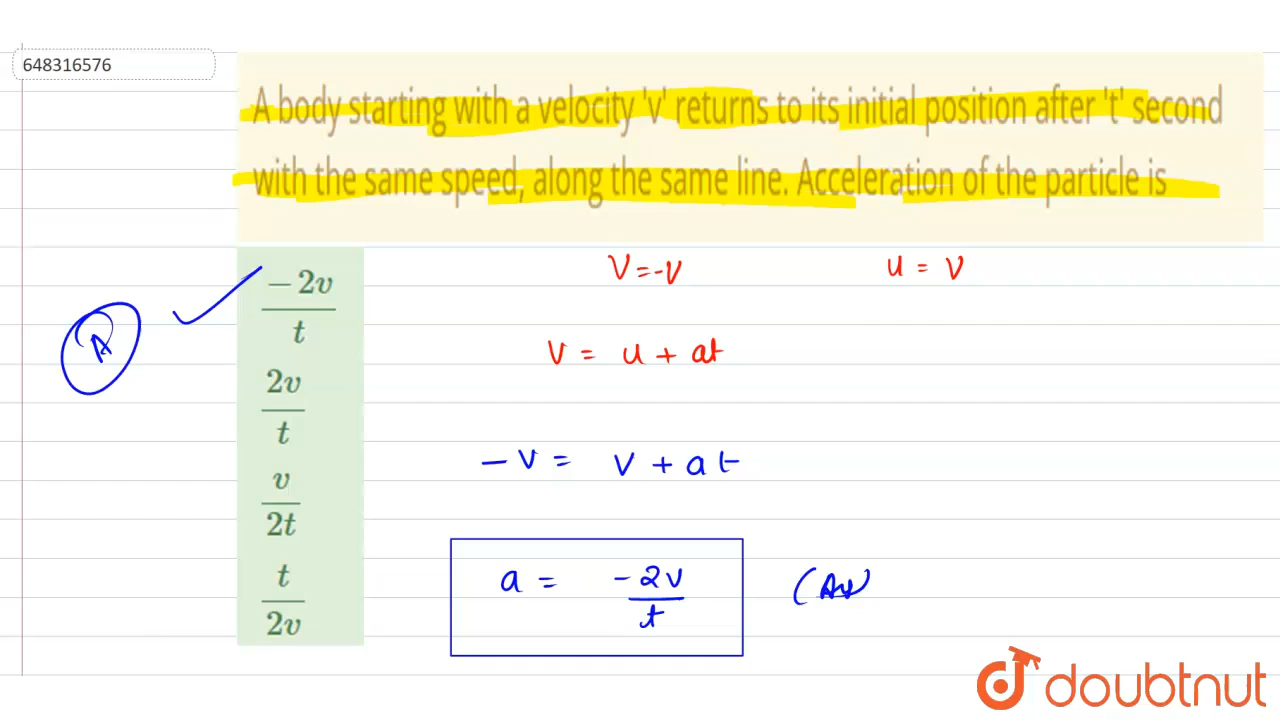 648316576
A body starting with a velocity 'v' returns to its initial position after 't' second
with the same speed, along the same line. Acceleration of the particle is
V = -V
u = V
-2v/t
A
V = u + at
2v/t
-V = V + at
v/2t
a = -2v/t
t/2v
doubtnut